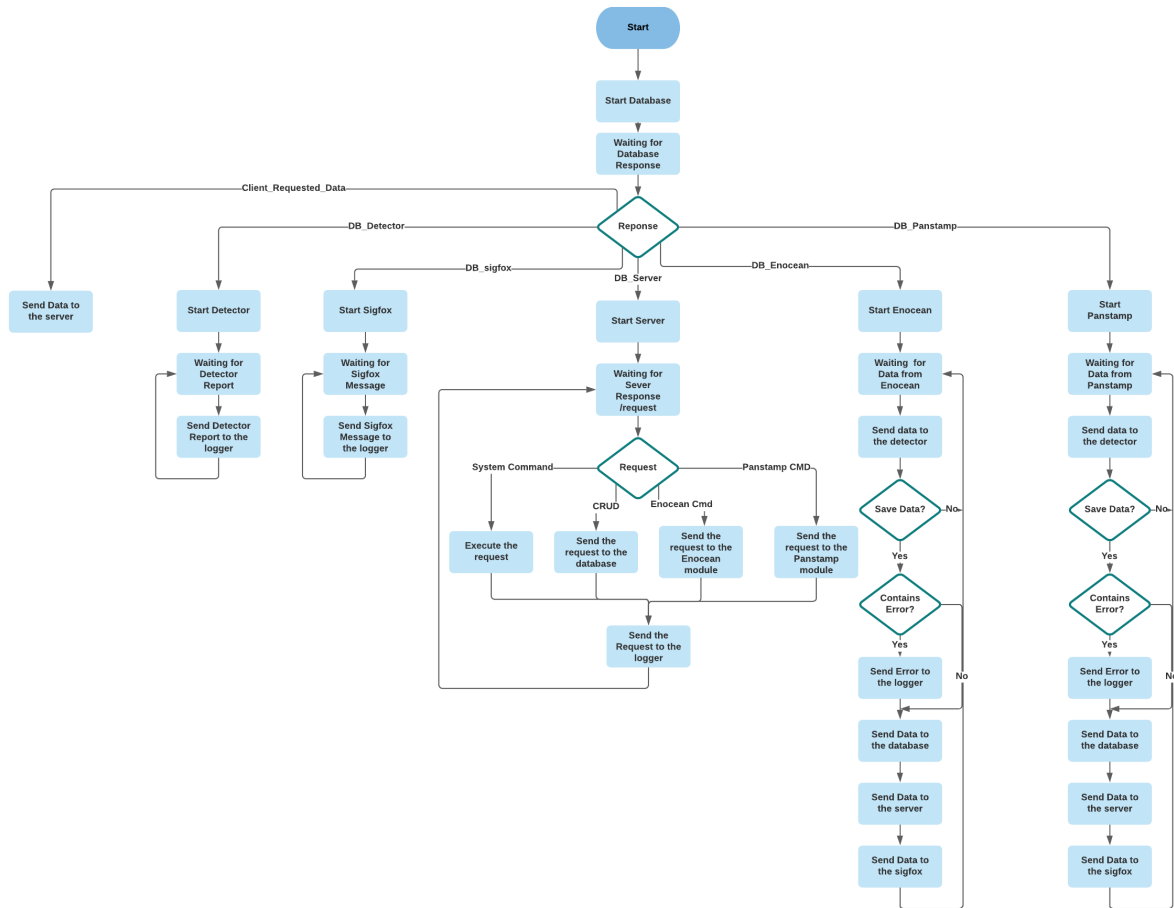 Start
Start Database
Waiting for
Database
Response
Client_Requested_Data
Reponse
DB_Detector
DB_Panstamp
DB_sigfox
DB_Server
DB_Enocean
Send Data to
the server
Start Detector
Start Sigfox
Start Server
Start Enocean
Start
Panstamp
Waiting for
Detector
Report
Waiting for
Sigfox
Message
Waiting for
Sever
Response
/request
Waiting  for
Data from
Enocean
Waiting for
Data from
Panstamp
Send Detector
Report to the
logger
Send Sigfox
Message to
the logger
Send data to
the detector
Send data to
the detector
System Command
Request
Panstamp CMD
CRUD
Enocean Cmd
Save Data?
No
Save Data?
No
Execute the
request
Send the
request to the
database
Send the
request to the
Enocean
module
Send the
request to the
Panstamp
module
Yes
Yes
Contains
Error?
Contains
Error?
Send the
Request to the
logger
Yes
Yes
Send Error to
the logger
No
Send Error to
the logger
No
Send Data to
the database
Send Data to
the database
Send Data to
the server
Send Data to
the server
Send Data to
the sigfox
Send Data to
the sigfox